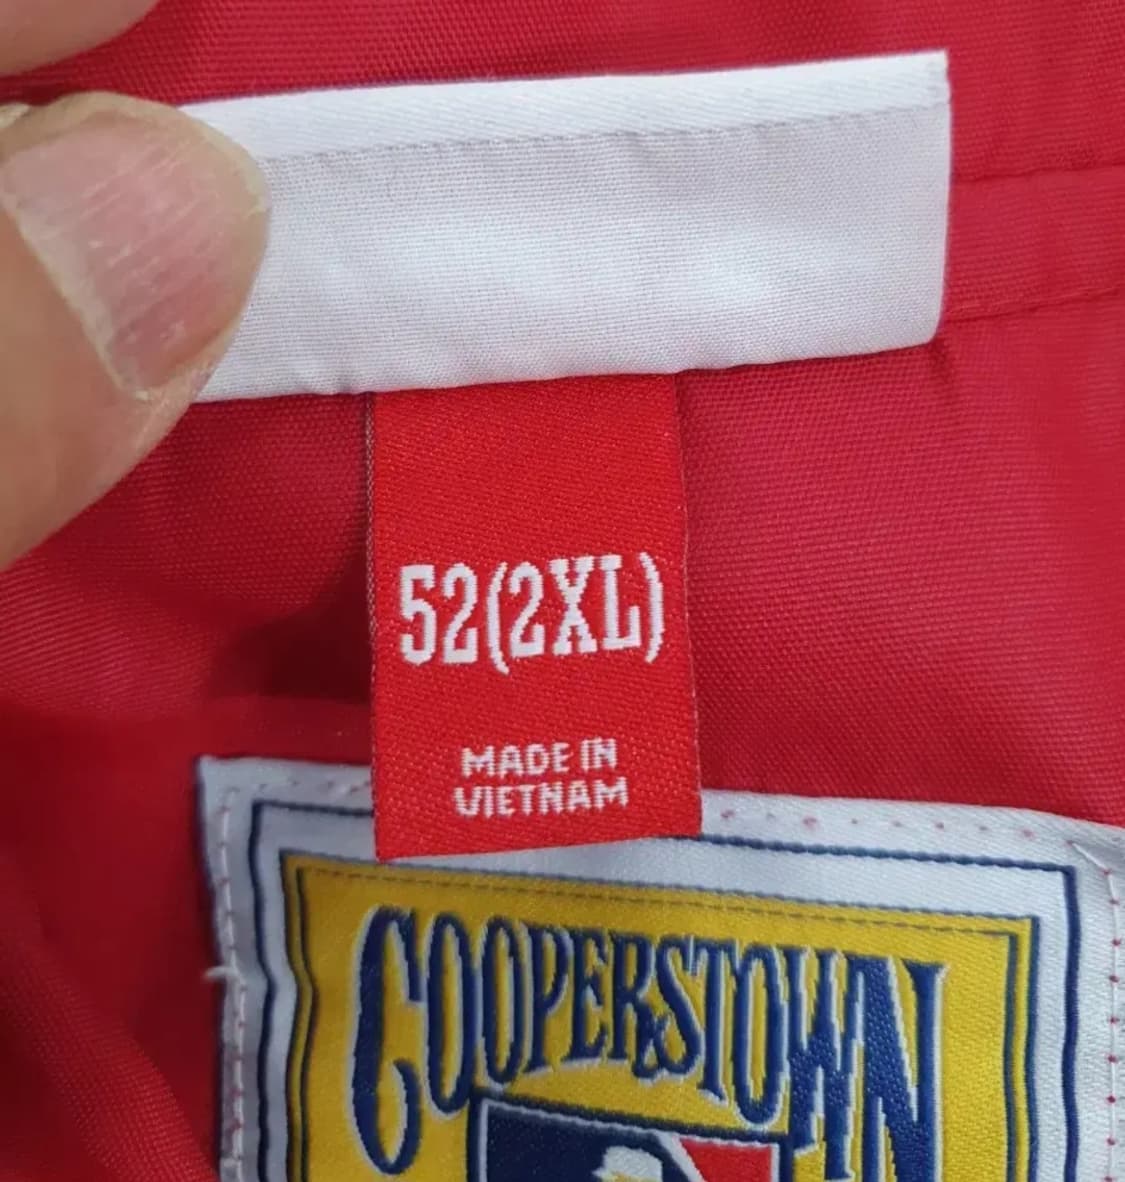 52(2XL)
MADE IN
VIETNAM
COOPERSTOWN